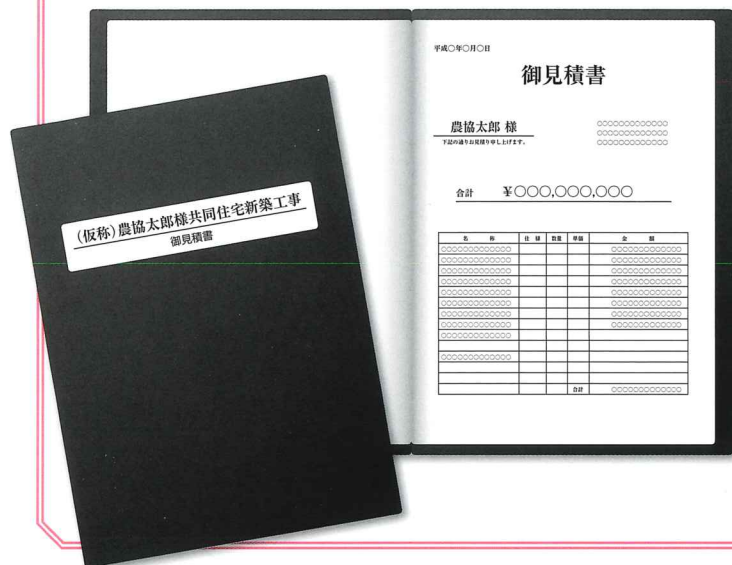 (仮称)農協太郎様共同住宅新築工事
御見積書
平成○年○月○日
御見積書
農協太郎 様
下記の通りお見積り申し上げます。
○○○○○○○○○○○○○
○○○○○○○○○○○○○
○○○○○○○○○○○○○
合計 ¥○○○,○○○,○○○
名 称 仕 様 数量 単価 金 額
○○○○○○○○○○○○○ ○○○○○○○○○○○○○
○○○○○○○○○○○○○ ○○○○○○○○○○○○○
○○○○○○○○○○○○○ ○○○○○○○○○○○○○
○○○○○○○○○○○○○ ○○○○○○○○○○○○○
○○○○○○○○○○○○○ ○○○○○○○○○○○○○
○○○○○○○○○○○○○ ○○○○○○○○○○○○○
○○○○○○○○○○○○○ ○○○○○○○○○○○○○
○○○○○○○○○○○○○ ○○○○○○○○○○○○○
○○○○○○○○○○○○○
○○○○○○○○○○○○○
合計 ○○○○○○○○○○○○○